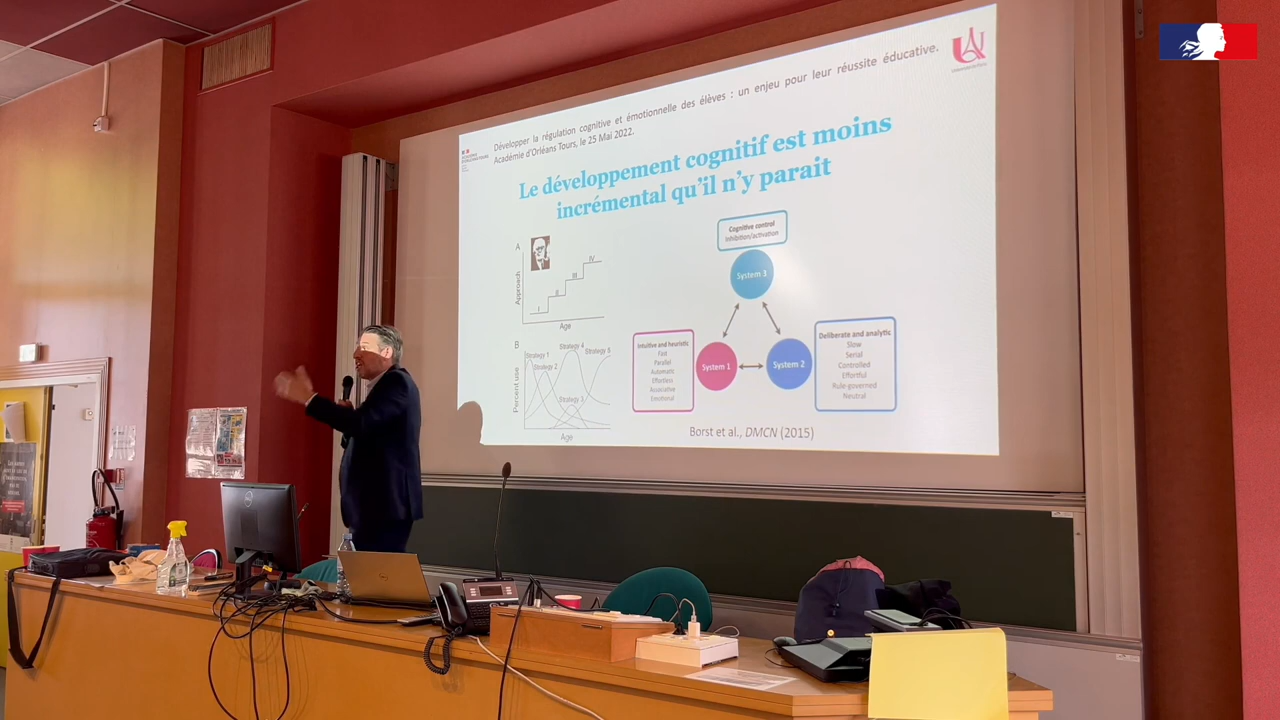 Développer la régulation cognitive et émotionnelle des élèves : un enjeu pour leur réussite éducative.
Académie d'Orléans Tours, le 25 Mai 2022.
Le développement cognitif est moins
incrémental qu'il n'y parait
A
Approach
I
II
III
IV
Age
B
Percent use
Strategy 1
Strategy 2
Strategy 3
Strategy 4
Strategy 5
Age
Cognitive control
Inhibition/activation
System 3
Intuitive and heuristic
Fast
Parallel
Automatic
Effortless
Associative
Emotional
System 1
System 2
Deliberate and analytic
Slow
Serial
Controlled
Effortful
Rule-governed
Neutral
Borst et al., DMCN (2015)